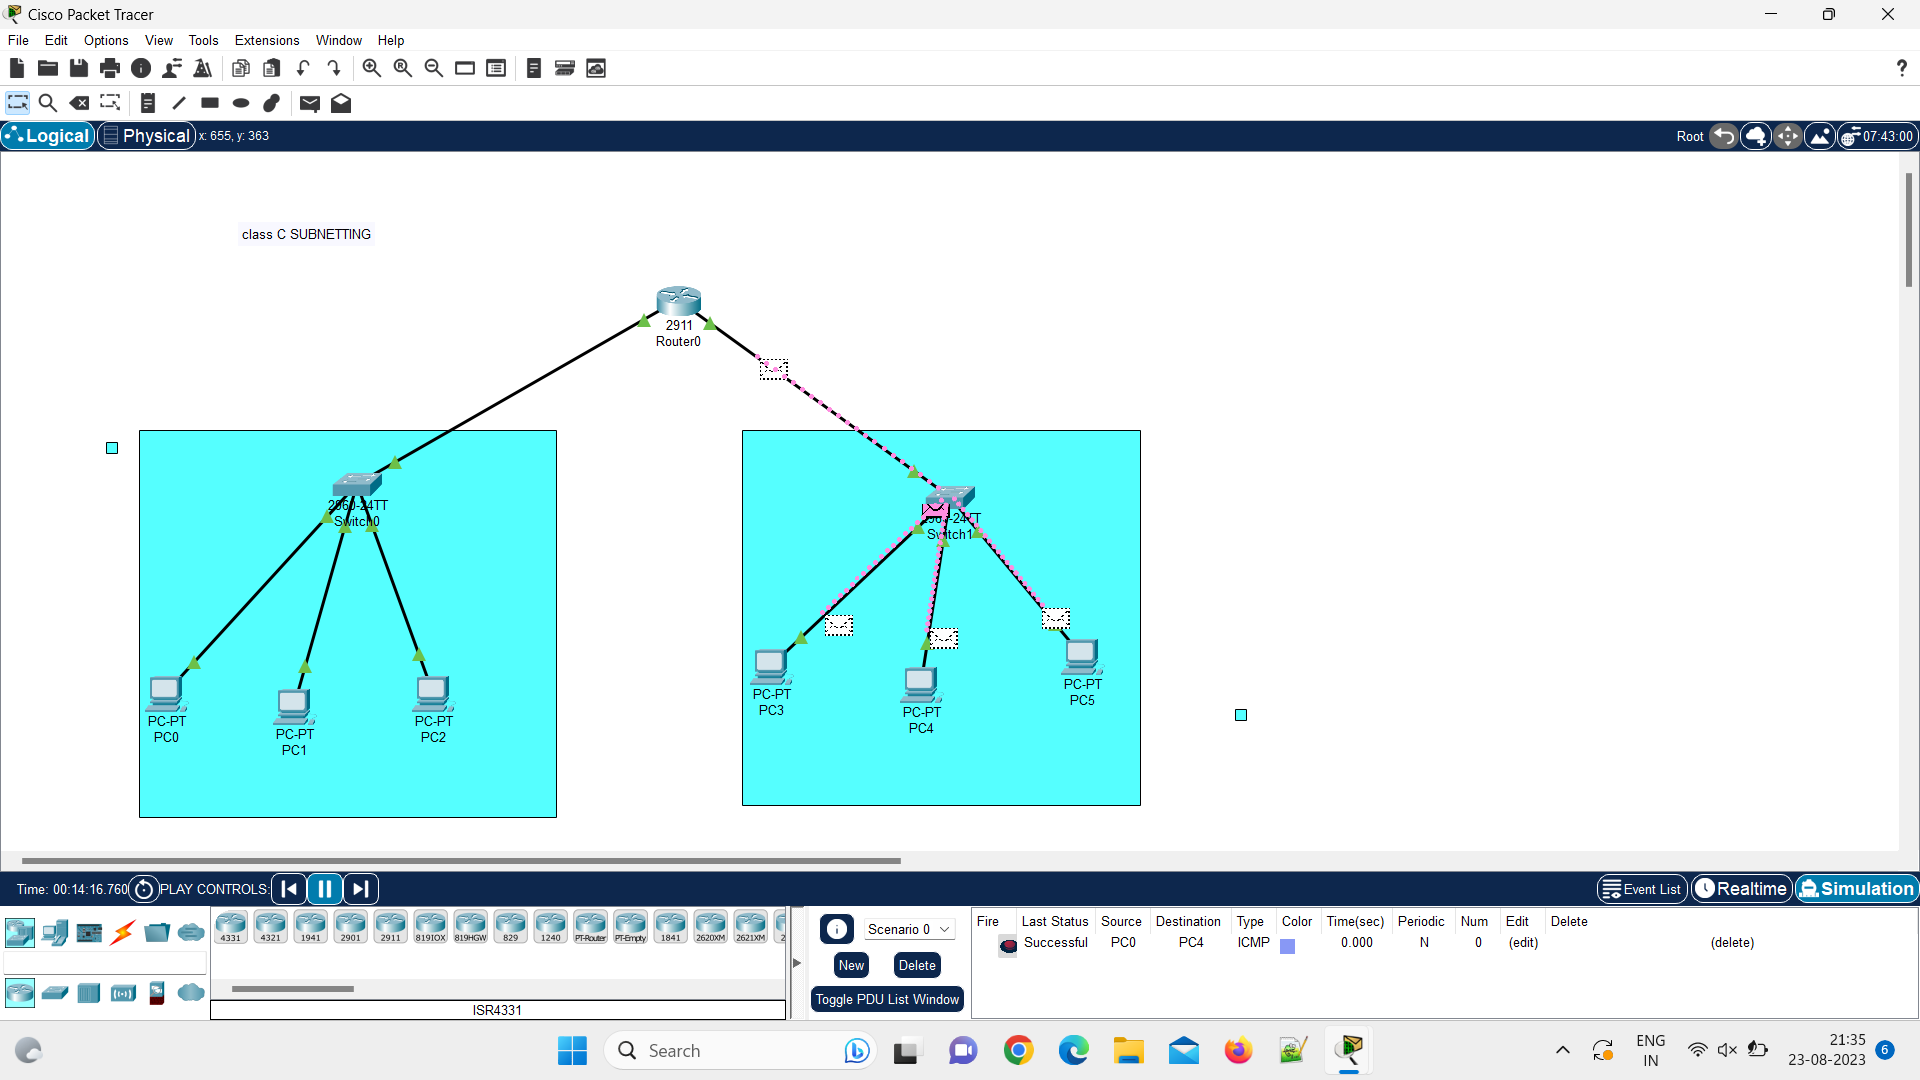 Cisco Packet Tracer
File Edit Options View Tools Extensions Window Help
?
Logical Physical x: 655, y: 363 Root 07:43:00
class C SUBNETTING
2911
Router0
2960-24TT
Switch0
Switch1
PC-PT
PC0
PC-PT
PC1
PC-PT
PC2
PC-PT
PC3
PC-PT
PC4
PC-PT
PC5
Time: 00:14:16.760 PLAY CONTROLS: Event List Realtime Simulation
4331 4321 1941 2901 2911 819IOX 819HGW 829 1240 PT-Router PT-Empty 1841 2620XM 2621XM 2
ISR4331
Scenario 0
New Delete
Toggle PDU List Window
Fire Last Status Source Destination Type Color Time(sec) Periodic Num Edit Delete
Successful PC0 PC4 ICMP 0.000 N 0 (edit) (delete)
Search
ENG
IN
21:35
23-08-2023
6